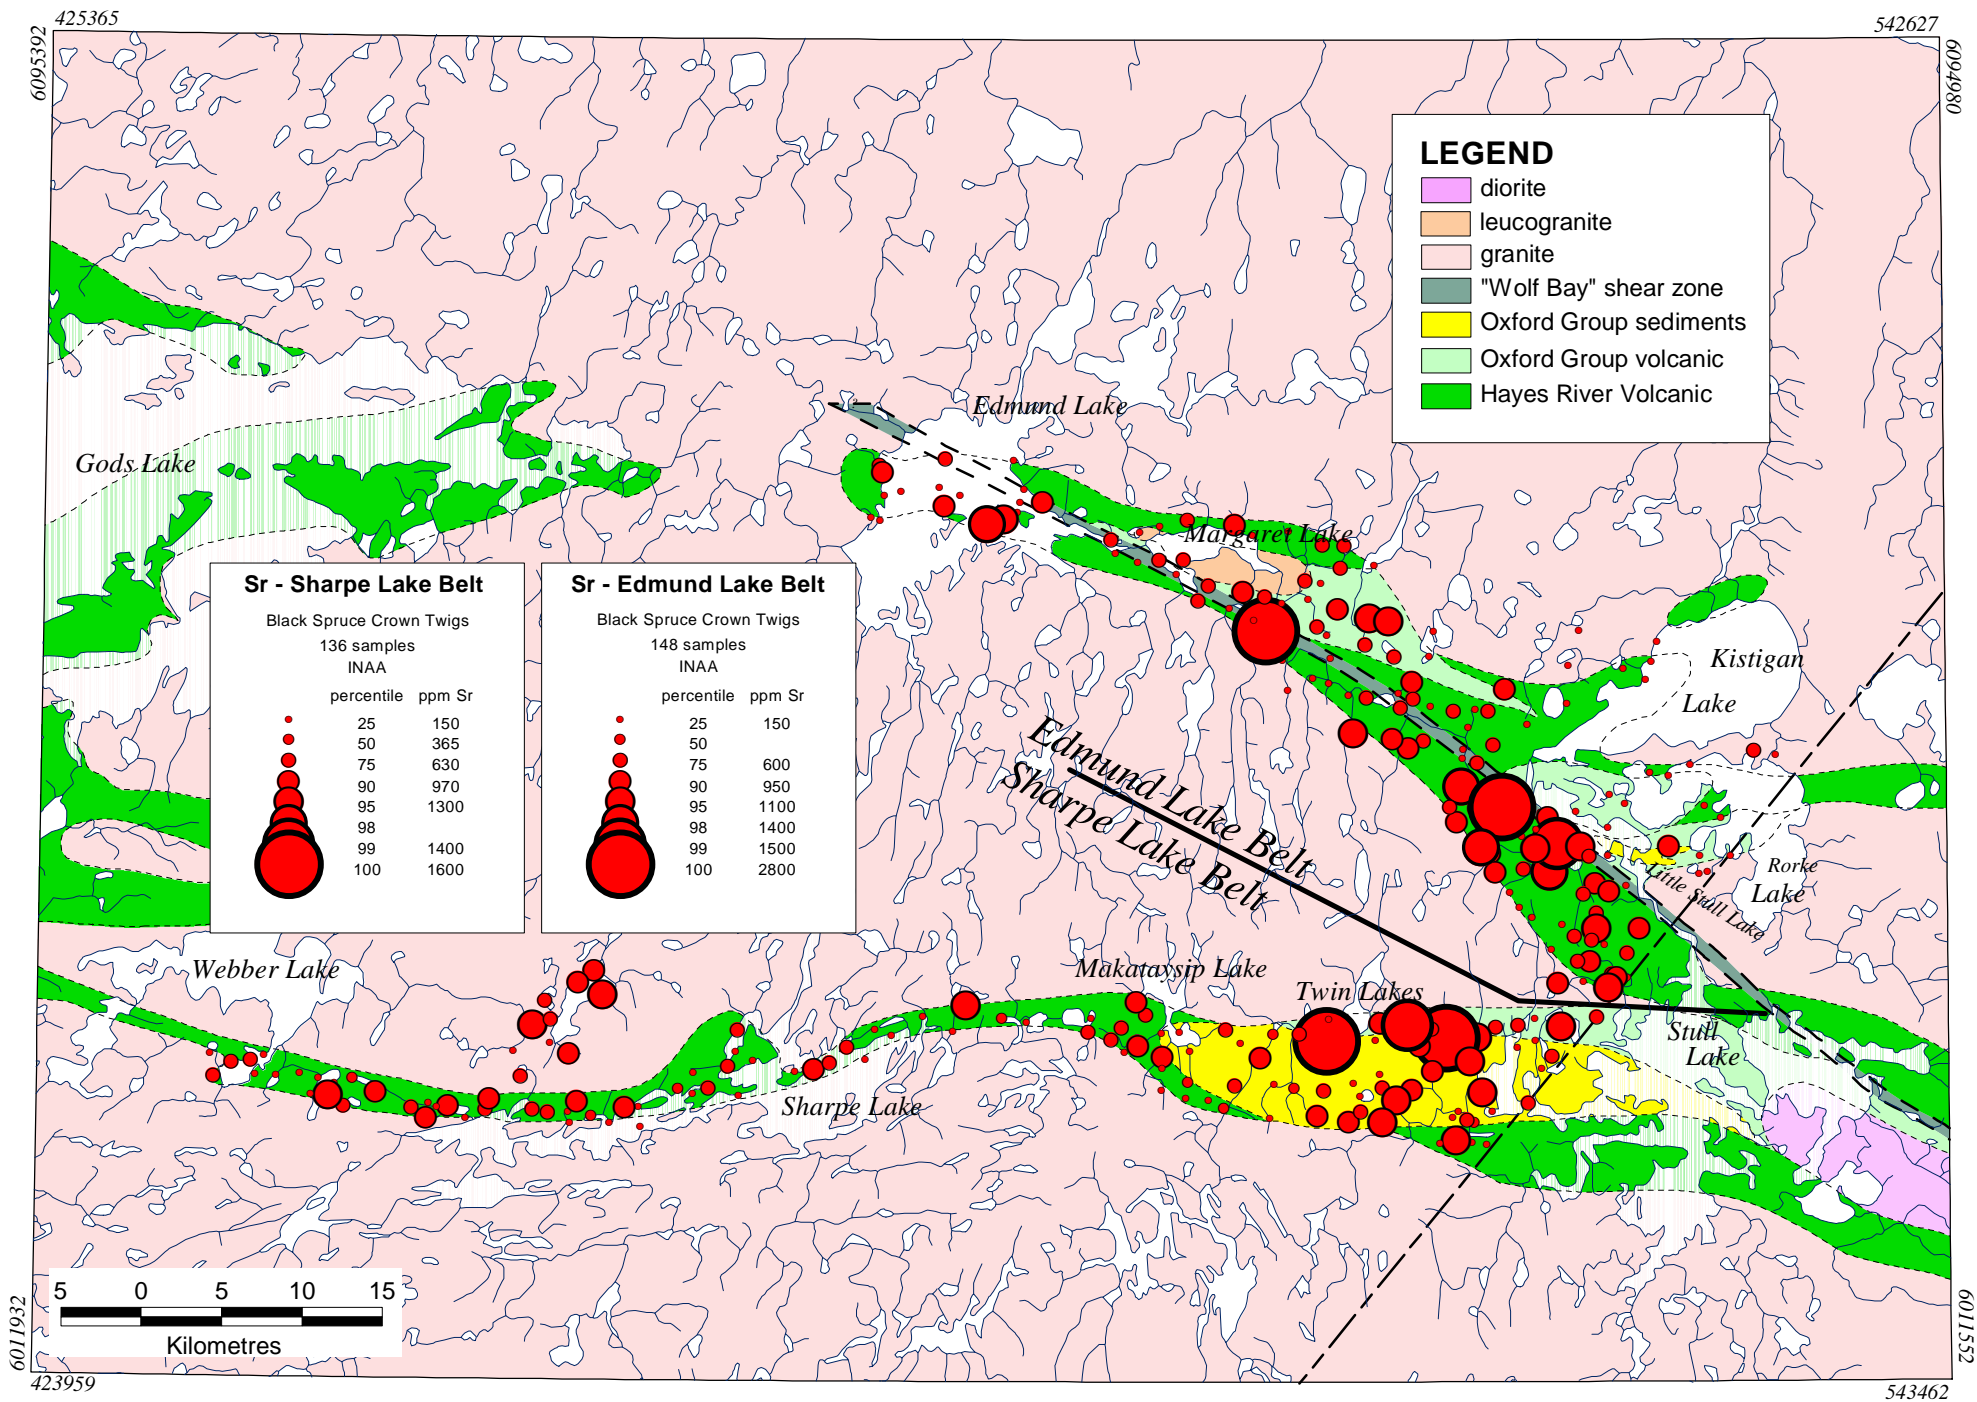 425365
542627
6095392
6094980
LEGEND
diorite
leucogranite
granite
"Wolf Bay" shear zone
Oxford Group sediments
Oxford Group volcanic
Hayes River Volcanic
Edmund Lake
Gods Lake
Margaret Lake
Kistigan
Lake
Sr - Sharpe Lake Belt
Black Spruce Crown Twigs
136 samples
INAA
percentile ppm Sr
25 150
50 365
75 630
90 970
95 1300
98
99 1400
100 1600
Sr - Edmund Lake Belt
Black Spruce Crown Twigs
148 samples
INAA
percentile ppm Sr
25 150
50
75 600
90 950
95 1100
98 1400
99 1500
100 2800
Edmund Lake Belt
Sharpe Lake Belt
Rorke
Lake
Little Stull Lake
Webber Lake
Makataysip Lake
Twin Lakes
Stull
Lake
Sharpe Lake
5 0 5 10 15
Kilometres
6011932
6011552
423959
543462